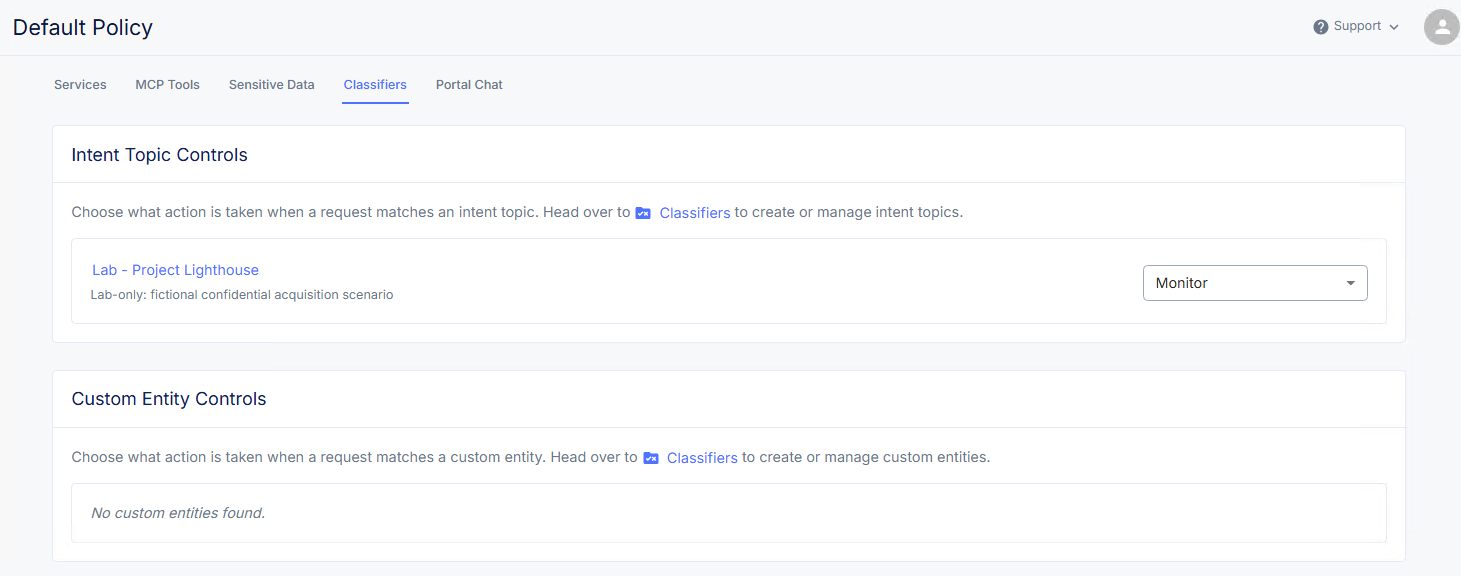 Default Policy
Support
Services MCP Tools Sensitive Data Classifiers Portal Chat
Intent Topic Controls
Choose what action is taken when a request matches an intent topic. Head over to Classifiers to create or manage intent topics.
Lab - Project Lighthouse
Lab-only: fictional confidential acquisition scenario
Monitor
Custom Entity Controls
Choose what action is taken when a request matches a custom entity. Head over to Classifiers to create or manage custom entities.
No custom entities found.